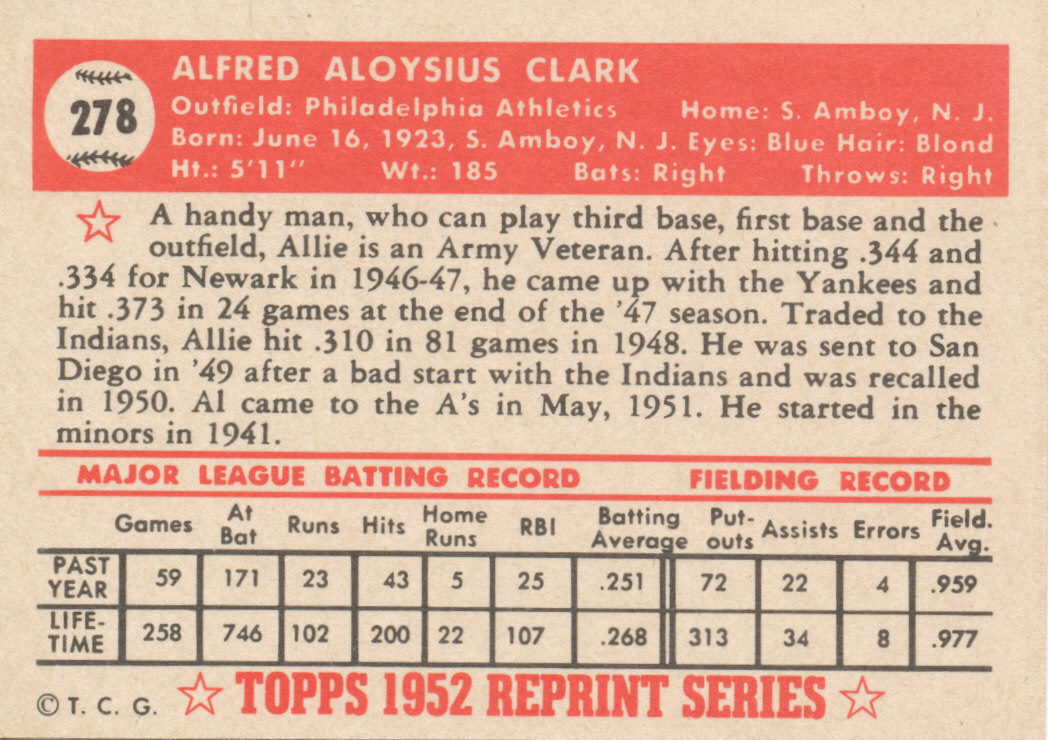 278
ALFRED ALOYSIUS CLARK
Outfield: Philadelphia Athletics Home: S. Amboy, N. J.
Born: June 16, 1923, S. Amboy, N. J. Eyes: Blue Hair: Blond
Ht.: 5'11" Wt.: 185 Bats: Right Throws: Right
A handy man, who can play third base, first base and the
outfield, Allie is an Army Veteran. After hitting .344 and
.334 for Newark in 1946-47, he came up with the Yankees and
hit .373 in 24 games at the end of the '47 season. Traded to the
Indians, Allie hit .310 in 81 games in 1948. He was sent to San
Diego in '49 after a bad start with the Indians and was recalled
in 1950. Al came to the A's in May, 1951. He started in the
minors in 1941.
MAJOR LEAGUE BATTING RECORD FIELDING RECORD
Games At Bat Runs Hits Home Runs RBI Batting Average Put-outs Assists Errors Field. Avg.
PAST YEAR 59 171 23 43 5 25 .251 72 22 4 .959
LIFE-TIME 258 746 102 200 22 107 .268 313 34 8 .977
© T. C. G. TOPPS 1952 REPRINT SERIES